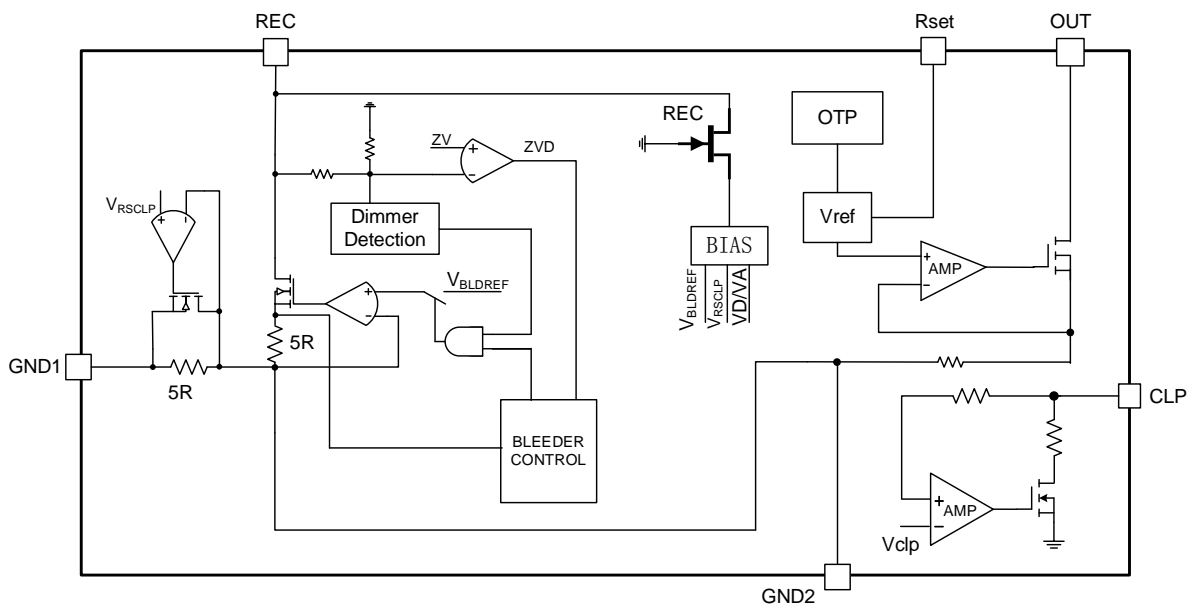 REC
Rset
OUT
REC
OTP
ZV
ZVD
+
-
VRSCLP
+
-
Dimmer
Detection
Vref
BIAS
+
AMP
-
VBLDREF
VRSCLP
VD/VA
VBLDREF
+
-
5R
GND1
5R
CLP
BLEEDER
CONTROL
+
AMP
-
Vclp
GND2